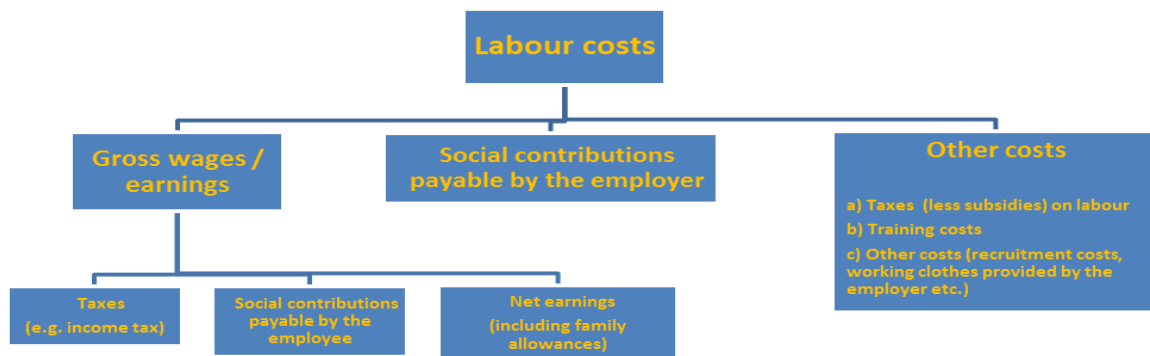 Labour costs
Gross wages /
earnings
Social contributions
payable by the employer
Other costs
a) Taxes (less subsidies) on labour
b) Training costs
c) Other costs (recruitment costs,
working clothes provided by the
employer etc.)
Taxes
(e.g. income tax)
Social contributions
payable by the
employee
Net earnings
(including family
allowances)